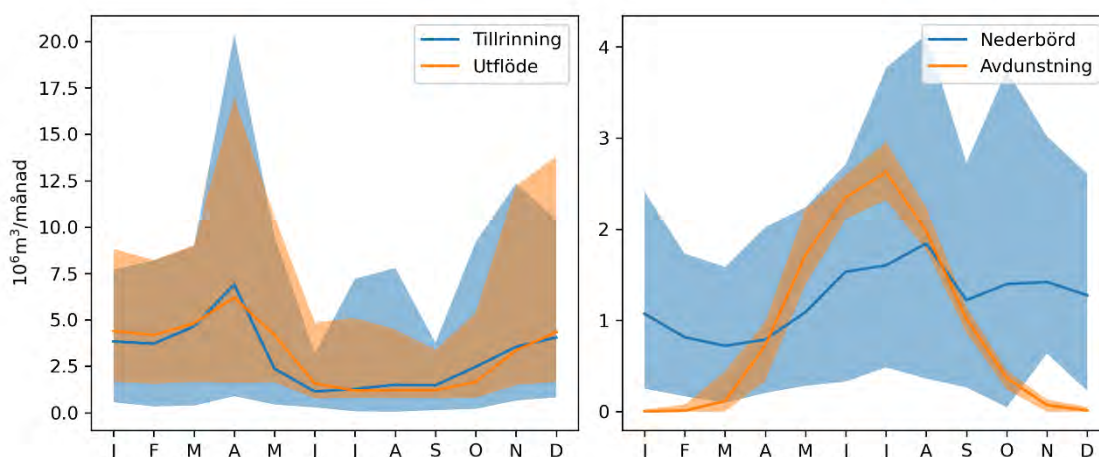 20.0
17.5
15.0
12.5
10.0
7.5
5.0
2.5
0.0
10⁶m³/månad
Tillrinning
Utflöde
J F M A M J J A S O N D
4
3
2
1
0
Nederbörd
Avdunstning
J F M A M J J A S O N D